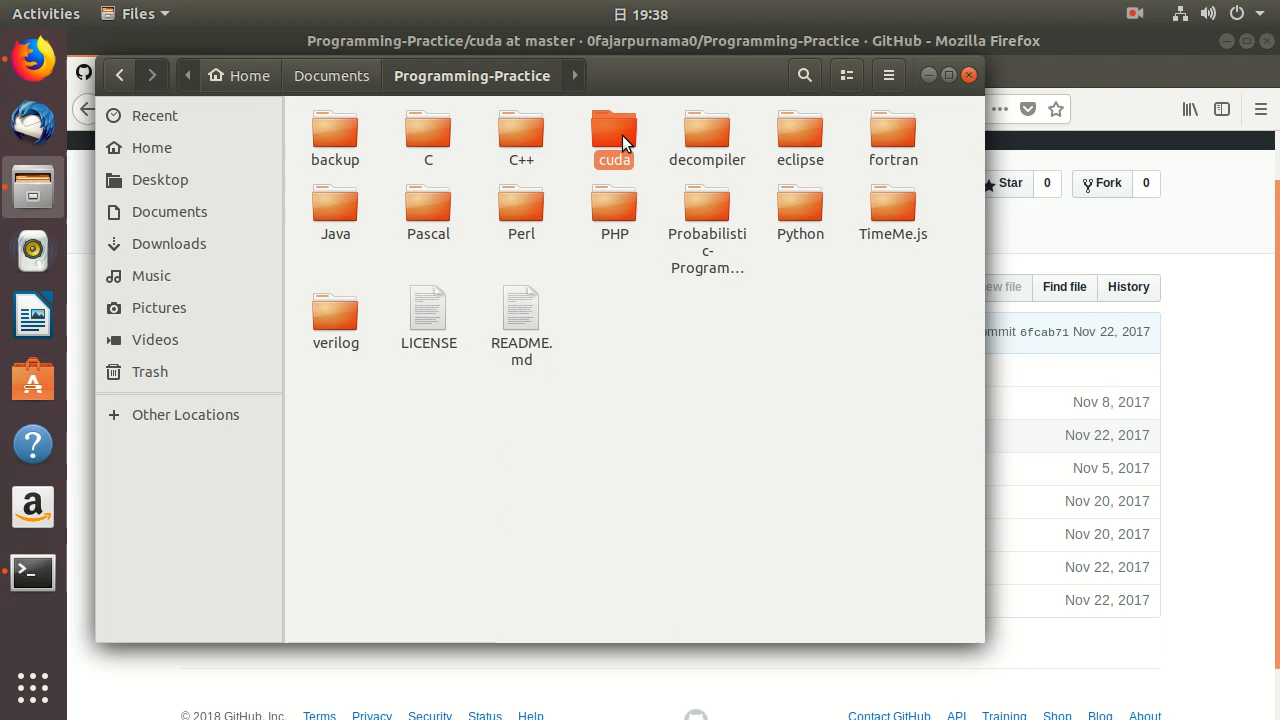 Activities Files 日 19:38
Programming-Practice/cuda at master · 0fajarpurnama0/Programming-Practice · GitHub - Mozilla Firefox
Home Documents Programming-Practice
Recent
Home
Desktop
Documents
Downloads
Music
Pictures
Videos
Trash
Other Locations
backup C C++ cuda decompiler eclipse fortran
Java Pascal Perl PHP Probabilisti
c-
Program... Python TimeMe.js
verilog LICENSE README.
md
Star 0 Fork 0
file Find file History
6fcab71 Nov 22, 2017
Nov 8, 2017
Nov 22, 2017
Nov 5, 2017
Nov 20, 2017
Nov 20, 2017
Nov 22, 2017
Nov 22, 2017
© 2018 GitHub, Inc. Terms Privacy Security Status Help Contact GitHub API Training Shop Blog About